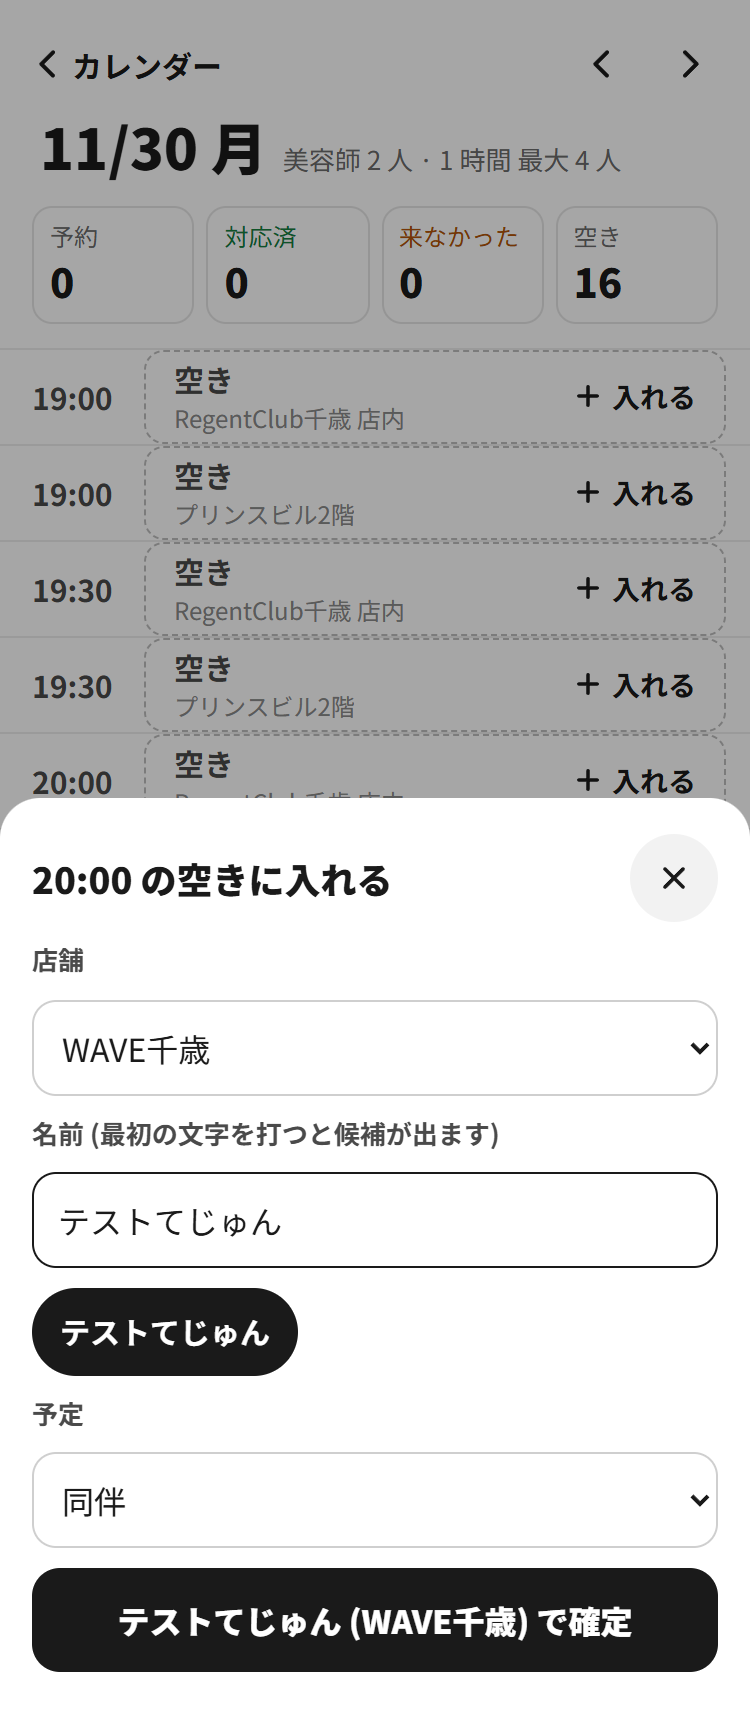 カレンダー
11/30 月 美容師 2 人 · 1 時間 最大 4 人
予約 対応済 来なかった 空き
0 0 0 16
19:00 空き RegentClub千歳 店内 入れる
19:00 空き プリンスビル2階 入れる
19:30 空き RegentClub千歳 店内 入れる
19:30 空き プリンスビル2階 入れる
20:00 空き 入れる
20:00 の空きに入れる
店舗
WAVE千歳
名前 (最初の文字を打つと候補が出ます)
テストてじゅん
テストてじゅん
予定
同伴
テストてじゅん (WAVE千歳) で確定